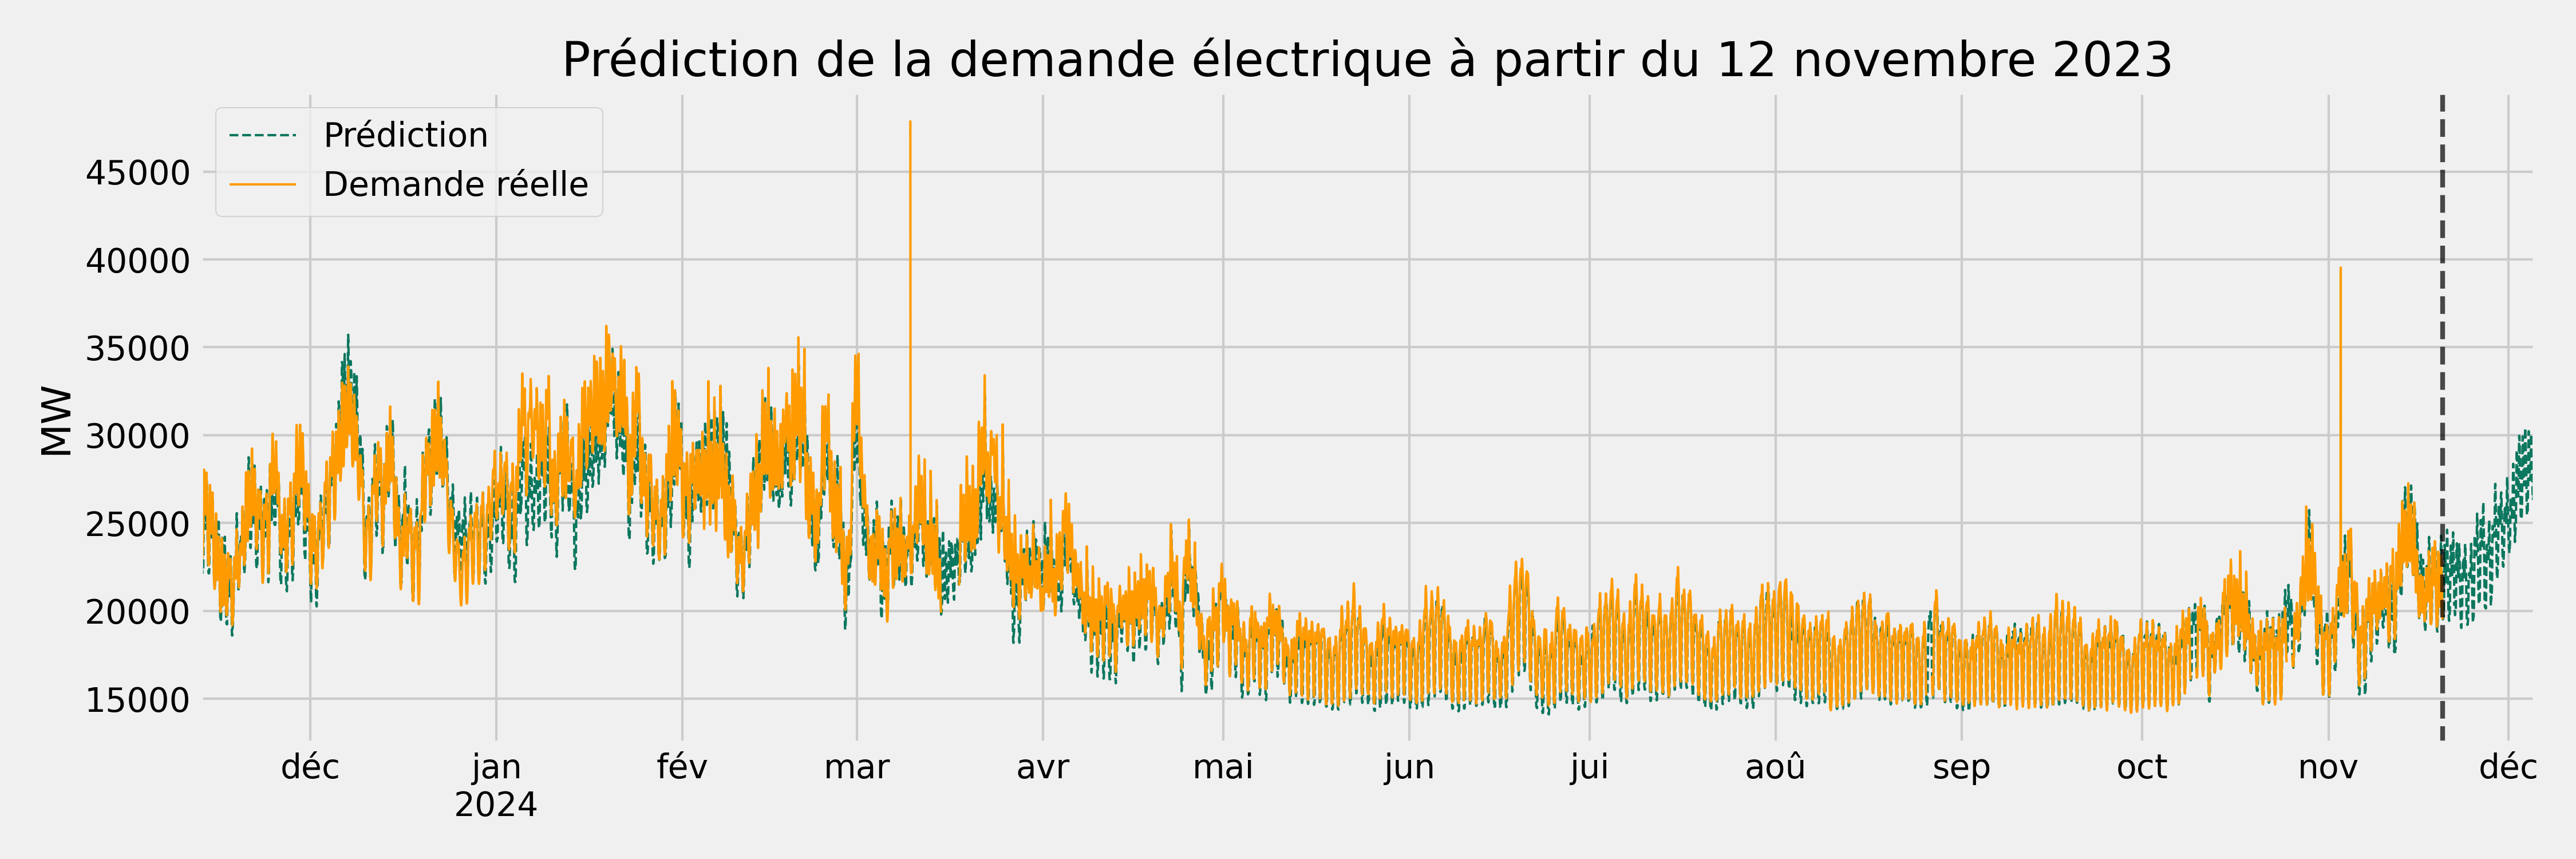 Prédiction de la demande électrique à partir du 12 novembre 2023
Prédiction
Demande réelle
45000
40000
35000
30000
25000
20000
15000
MW
déc jan fév mar avr mai jun jui aoû sep oct nov déc
2024